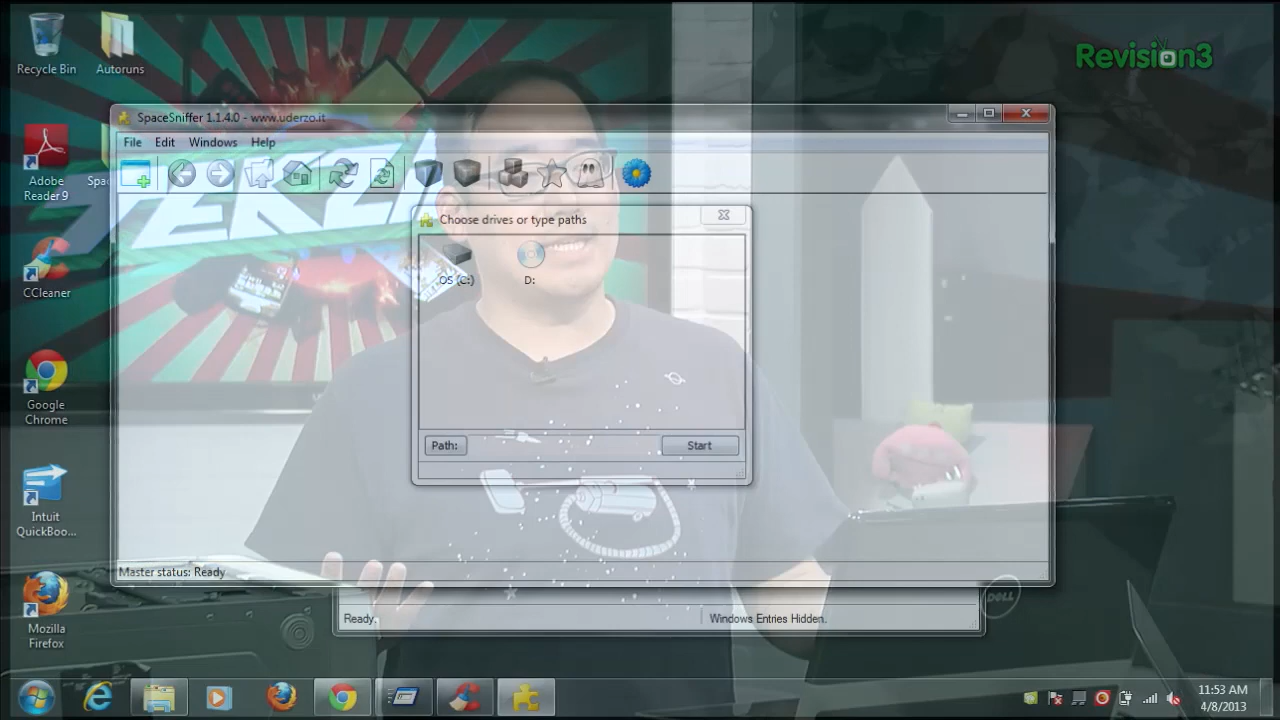 Recycle Bin
Autoruns
Revision3
SpaceSniffer 1.1.4.0 - www.uderzo.it
File Edit Windows Help
Adobe
Reader 9
Choose drives or type paths
OS (C:)
D:
CCleaner
Google
Chrome
Path:
Start
Intuit
QuickBoo...
Master status: Ready
DELL
Ready.
Windows Entries Hidden.
Mozilla
Firefox
11:53 AM
4/8/2013